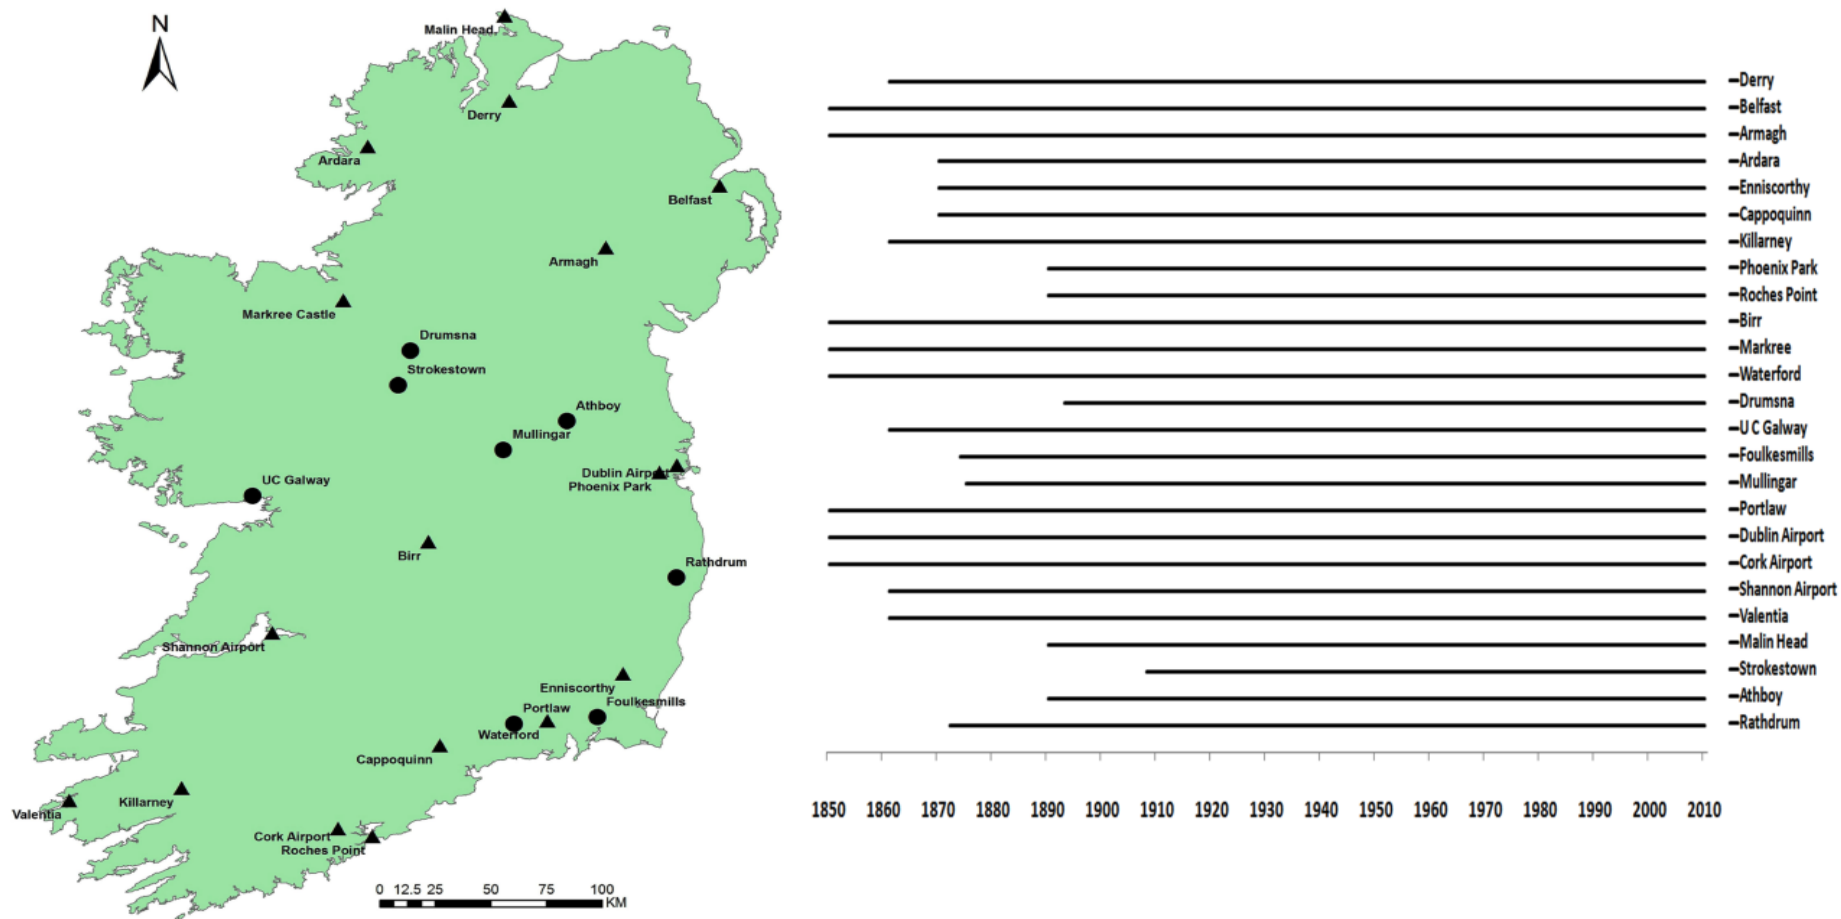 N
Malin Head
Derry
Ardara
Belfast
Armagh
Markree Castle
Drumsna
Strokestown
Athboy
Mullingar
Dublin Airport
Phoenix Park
UC Galway
Birr
Rathdrum
Shannon Airport
Enniscorthy
Foulkesmills
Portlaw
Waterford
Cappoquinn
Killarney
Valentia
Cork Airport
Roches Point
0 12.5 25 50 75 100
KM
Derry
Belfast
Armagh
Ardara
Enniscorthy
Cappoquinn
Killarney
Phoenix Park
Roches Point
Birr
Markree
Waterford
Drumsna
U C Galway
Foulkesmills
Mullingar
Portlaw
Dublin Airport
Cork Airport
Shannon Airport
Valentia
Malin Head
Strokestown
Athboy
Rathdrum
1850 1860 1870 1880 1890 1900 1910 1920 1930 1940 1950 1960 1970 1980 1990 2000 2010